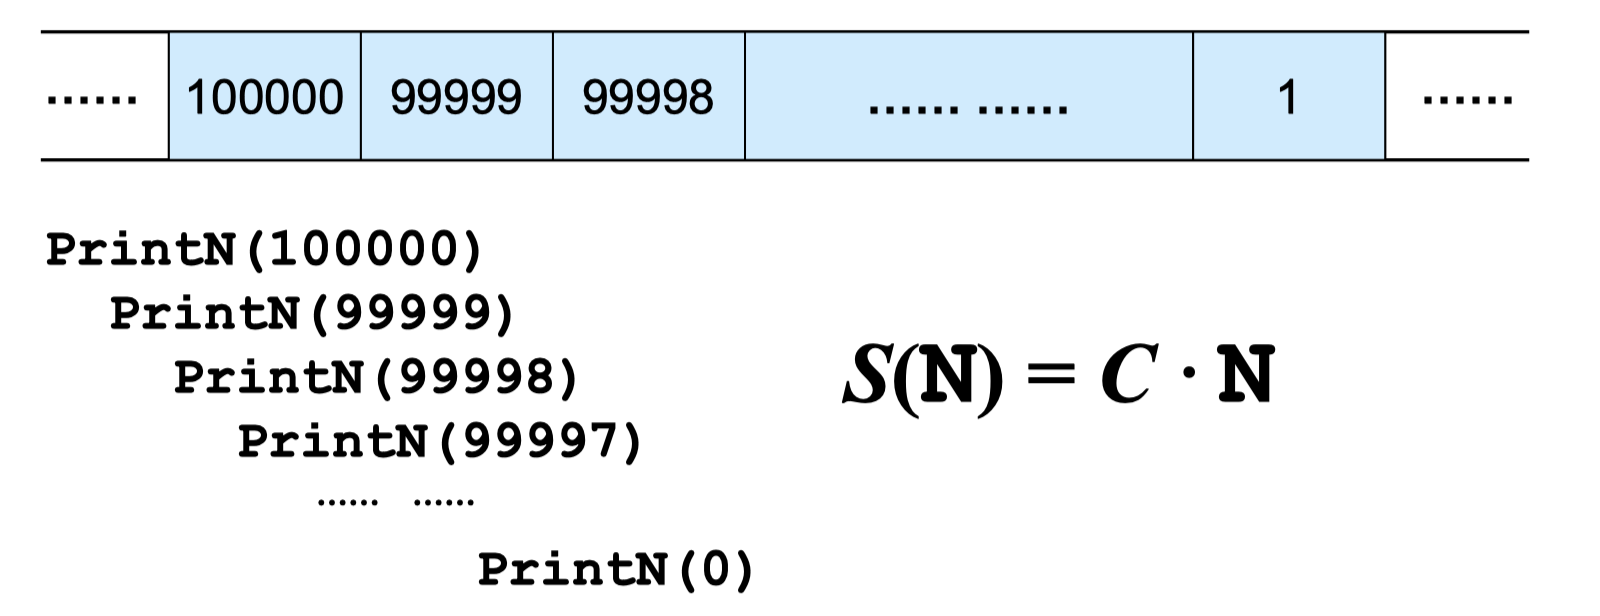 ...... 100000 99999 99998 ...... ...... 1 ......
PrintN(100000)
PrintN(99999)
PrintN(99998)
PrintN(99997)
...... ......
PrintN(0)
S(N) = C · N